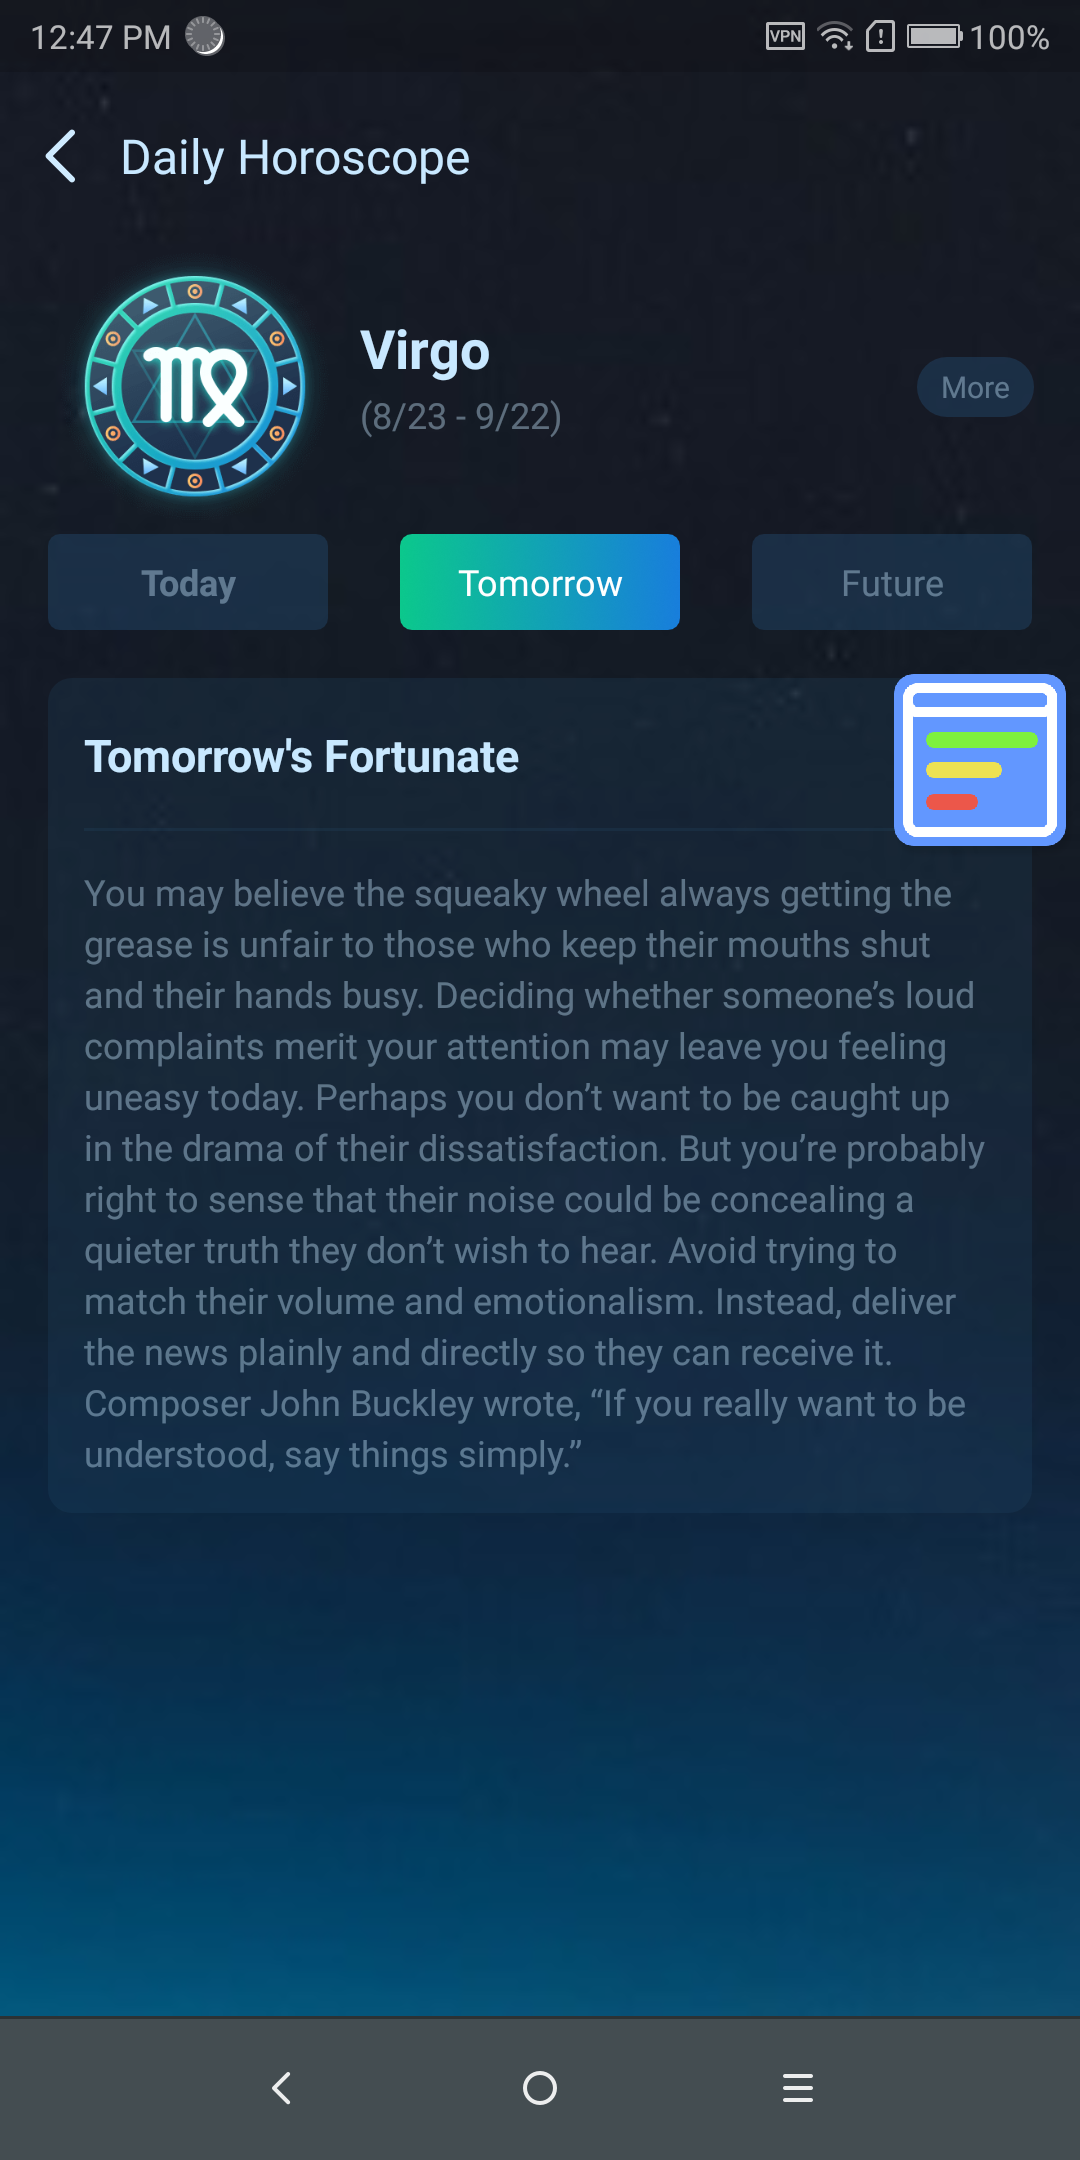 12:47 PM
VPN
100%
Daily Horoscope
Virgo
(8/23 - 9/22)
More
Today
Tomorrow
Future
Tomorrow's Fortunate
You may believe the squeaky wheel always getting the
grease is unfair to those who keep their mouths shut
and their hands busy. Deciding whether someone’s loud
complaints merit your attention may leave you feeling
uneasy today. Perhaps you don’t want to be caught up
in the drama of their dissatisfaction. But you’re probably
right to sense that their noise could be concealing a
quieter truth they don’t wish to hear. Avoid trying to
match their volume and emotionalism. Instead, deliver
the news plainly and directly so they can receive it.
Composer John Buckley wrote, “If you really want to be
understood, say things simply.”